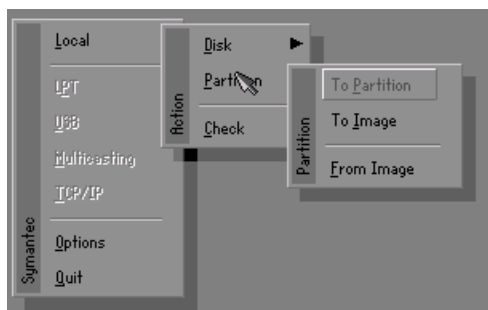 Local
LPT
USB
Multicasting
TCP/IP
Options
Quit
Symantec
Disk
Partition
Check
Action
To Partition
To Image
From Image
Partition